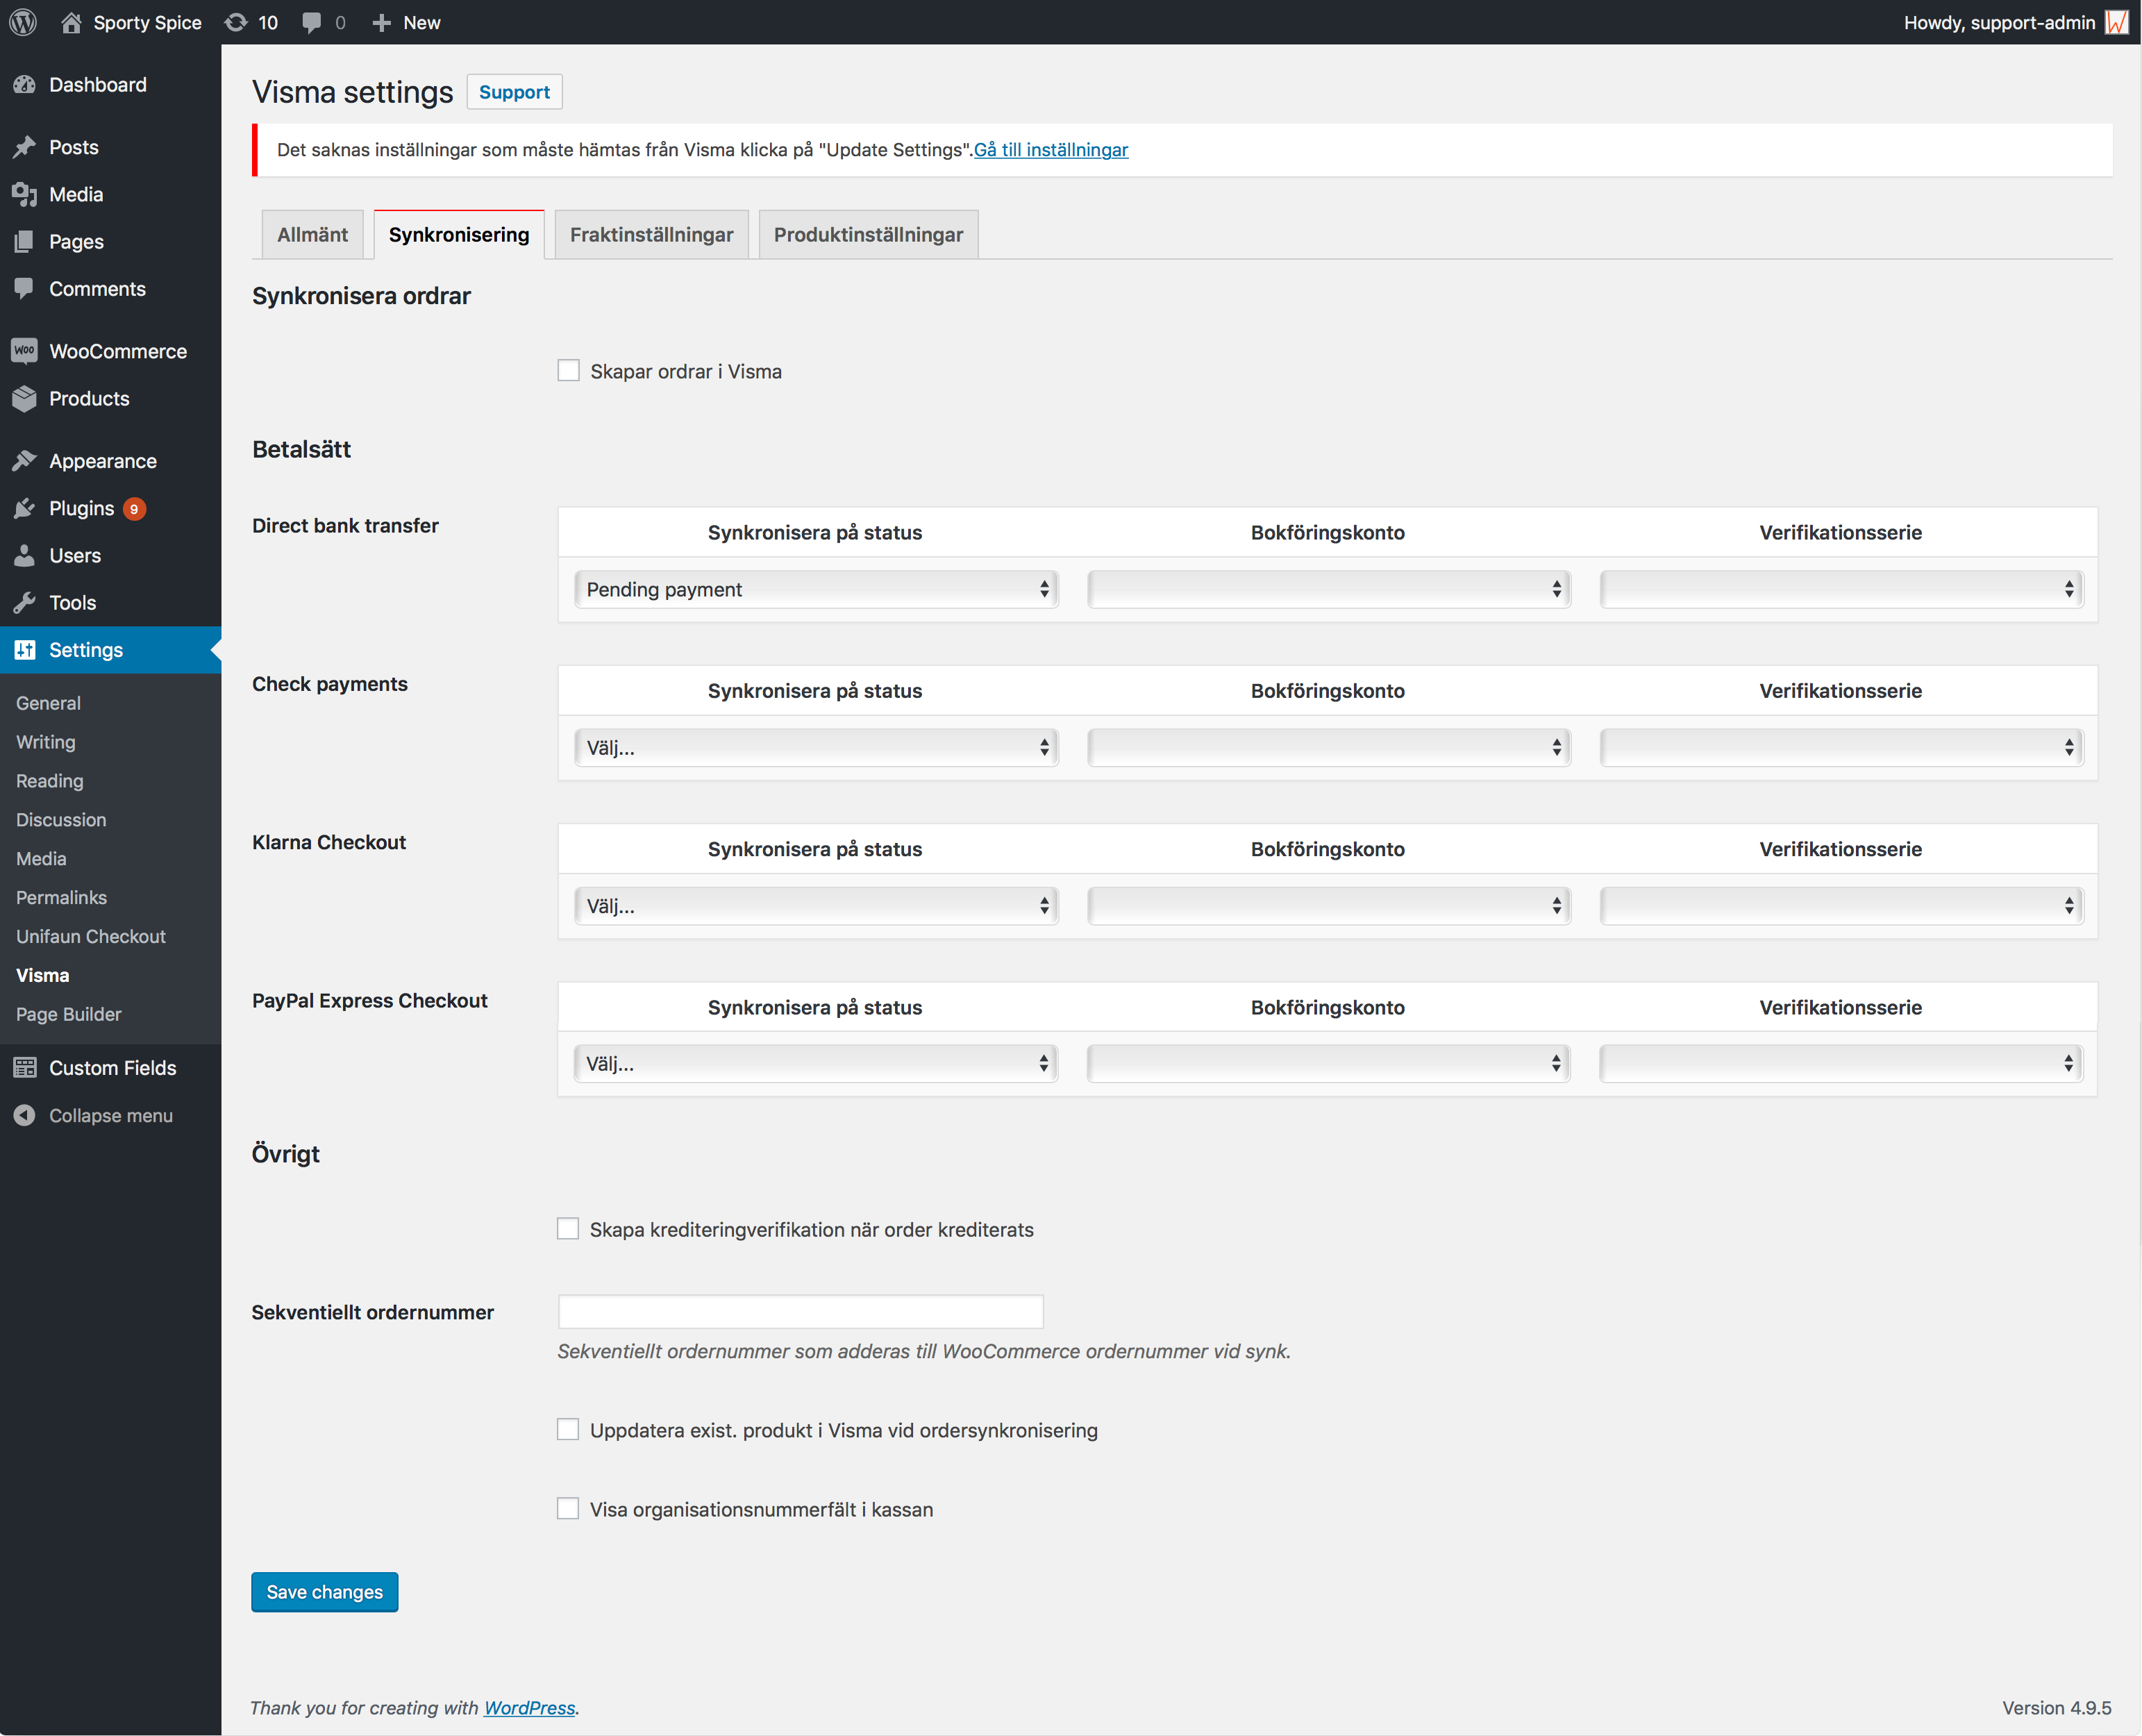 Sporty Spice 10 0 New Howdy, support-admin
Dashboard
Posts
Media
Pages
Comments
WooCommerce
Products
Appearance
Plugins 9
Users
Tools
Settings
General
Writing
Reading
Discussion
Media
Permalinks
Unifaun Checkout
Visma
Page Builder
Custom Fields
Collapse menu
Visma settings Support
Det saknas inställningar som måste hämtas från Visma klicka på "Update Settings".Gå till inställningar
Allmänt Synkronisering Fraktinställningar Produktinställningar
Synkronisera ordrar
Skapar ordrar i Visma
Betalsätt
Direct bank transfer Synkronisera på status Bokföringskonto Verifikationsserie
Pending payment
Check payments Synkronisera på status Bokföringskonto Verifikationsserie
Välj...
Klarna Checkout Synkronisera på status Bokföringskonto Verifikationsserie
Välj...
PayPal Express Checkout Synkronisera på status Bokföringskonto Verifikationsserie
Välj...
Övrigt
Skapa krediteringverifikation när order krediterats
Sekventiellt ordernummer
Sekventiellt ordernummer som adderas till WooCommerce ordernummer vid synk.
Uppdatera exist. produkt i Visma vid ordersynkronisering
Visa organisationsnummerfält i kassan
Save changes
Thank you for creating with WordPress. Version 4.9.5